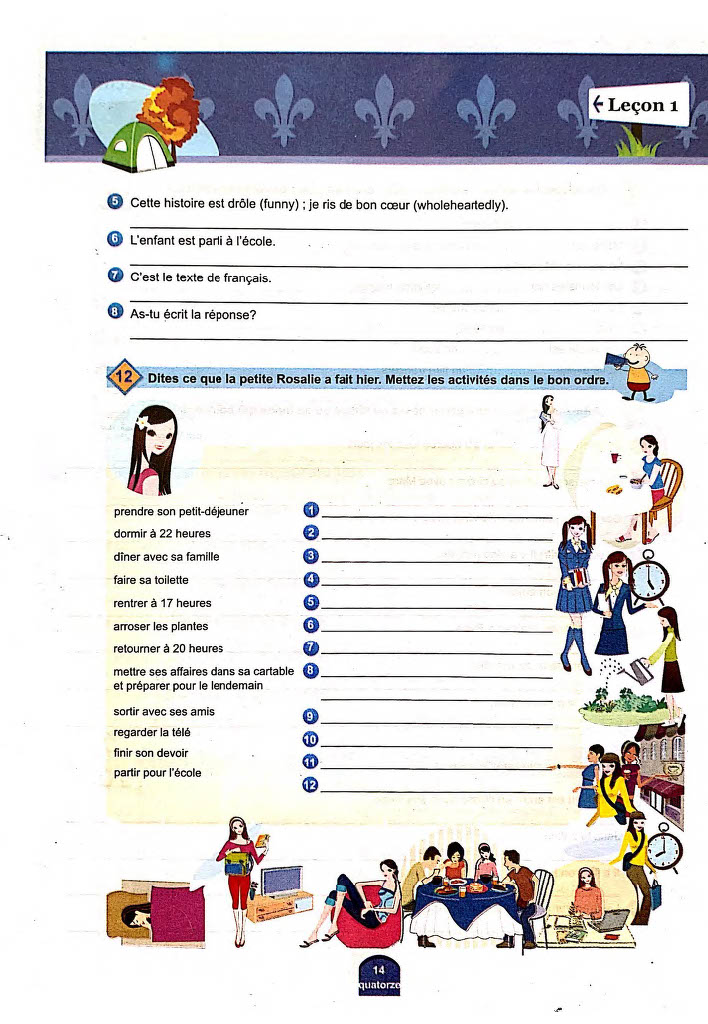 ← Leçon 1
5 Cette histoire est drôle (funny) ; je ris de bon cœur (wholeheartedly).
6 L'enfant est parti à l'école.
7 C'est le texte de français.
8 As-tu écrit la réponse?
12 Dites ce que la petite Rosalie a fait hier. Mettez les activités dans le bon ordre.
prendre son petit-déjeuner 1
dormir à 22 heures 2
dîner avec sa famille 3
faire sa toilette 4
rentrer à 17 heures 5
arroser les plantes 6
retourner à 20 heures 7
mettre ses affaires dans sa cartable 8
et préparer pour le lendemain
sortir avec ses amis 9
regarder la télé 10
finir son devoir 11
partir pour l'école 12
14
quatorze